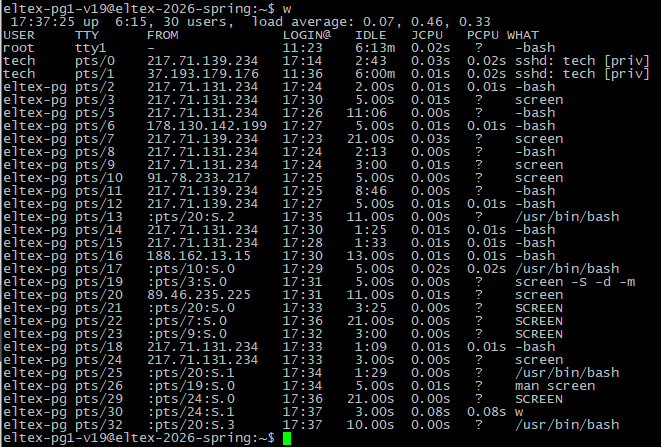 eltex-pg1-v19@eltex-2026-spring:~$ w
 17:37:25 up  6:15, 30 users,  load average: 0.07, 0.46, 0.33
USER     TTY      FROM             LOGIN@   IDLE   JCPU   PCPU WHAT
root     tty1     -                11:23    6:13m  0.02s   ?    -bash
tech     pts/0    217.71.139.234   17:14    2:43   0.03s  0.02s sshd: tech [priv]
tech     pts/1    37.193.179.176   11:36    6:00m  0.01s  0.02s sshd: tech [priv]
eltex-pg pts/2    217.71.131.234   17:24    2.00s  0.01s  0.01s -bash
eltex-pg pts/3    217.71.131.234   17:30    5.00s  0.01s   ?    screen
eltex-pg pts/5    217.71.131.234   17:26   11:06   0.00s   ?    -bash
eltex-pg pts/6    178.130.142.199  17:27    5.00s  0.01s  0.01s -bash
eltex-pg pts/7    217.71.139.234   17:23   21.00s  0.03s   ?    screen
eltex-pg pts/8    217.71.131.234   17:24    2:13   0.00s   ?    -bash
eltex-pg pts/9    217.71.131.234   17:24    3:00   0.01s   ?    screen
eltex-pg pts/10   91.78.233.217    17:25    5.00s  0.00s   ?    screen
eltex-pg pts/11   217.71.139.234   17:25    8:46   0.00s   ?    -bash
eltex-pg pts/12   217.71.139.234   17:27    5.00s  0.01s  0.01s -bash
eltex-pg pts/13   :pts/20:S.2      17:35   11.00s  0.00s   ?    /usr/bin/bash
eltex-pg pts/14   217.71.131.234   17:30    1:25   0.01s  0.01s -bash
eltex-pg pts/15   217.71.131.234   17:28    1:33   0.01s  0.01s -bash
eltex-pg pts/16   188.162.13.15    17:30   13.00s  0.01s  0.01s -bash
eltex-pg pts/17   :pts/10:S.0      17:29    5.00s  0.02s  0.02s /usr/bin/bash
eltex-pg pts/19   :pts/3:S.0       17:31    5.00s  0.00s   ?    screen -S -d -m
eltex-pg pts/20   89.46.235.225    17:31   11.00s  0.01s   ?    screen
eltex-pg pts/21   :pts/20:S.0      17:33    3:25   0.00s   ?    SCREEN
eltex-pg pts/22   :pts/7:S.0       17:36   21.00s  0.00s   ?    SCREEN
eltex-pg pts/23   :pts/9:S.0       17:32    3:00   0.00s   ?    SCREEN
eltex-pg pts/18   217.71.131.234   17:33    1:09   0.01s  0.01s -bash
eltex-pg pts/24   217.71.131.234   17:33    3.00s  0.00s   ?    screen
eltex-pg pts/25   :pts/20:S.1      17:34    1:29   0.00s   ?    /usr/bin/bash
eltex-pg pts/26   :pts/19:S.0      17:34    5.00s  0.01s   ?    man screen
eltex-pg pts/29   :pts/24:S.0      17:36   21.00s  0.00s   ?    SCREEN
eltex-pg pts/30   :pts/24:S.1      17:37    3.00s  0.08s  0.08s w
eltex-pg pts/32   :pts/20:S.3      17:37   10.00s  0.00s   ?    /usr/bin/bash
eltex-pg1-v19@eltex-2026-spring:~$